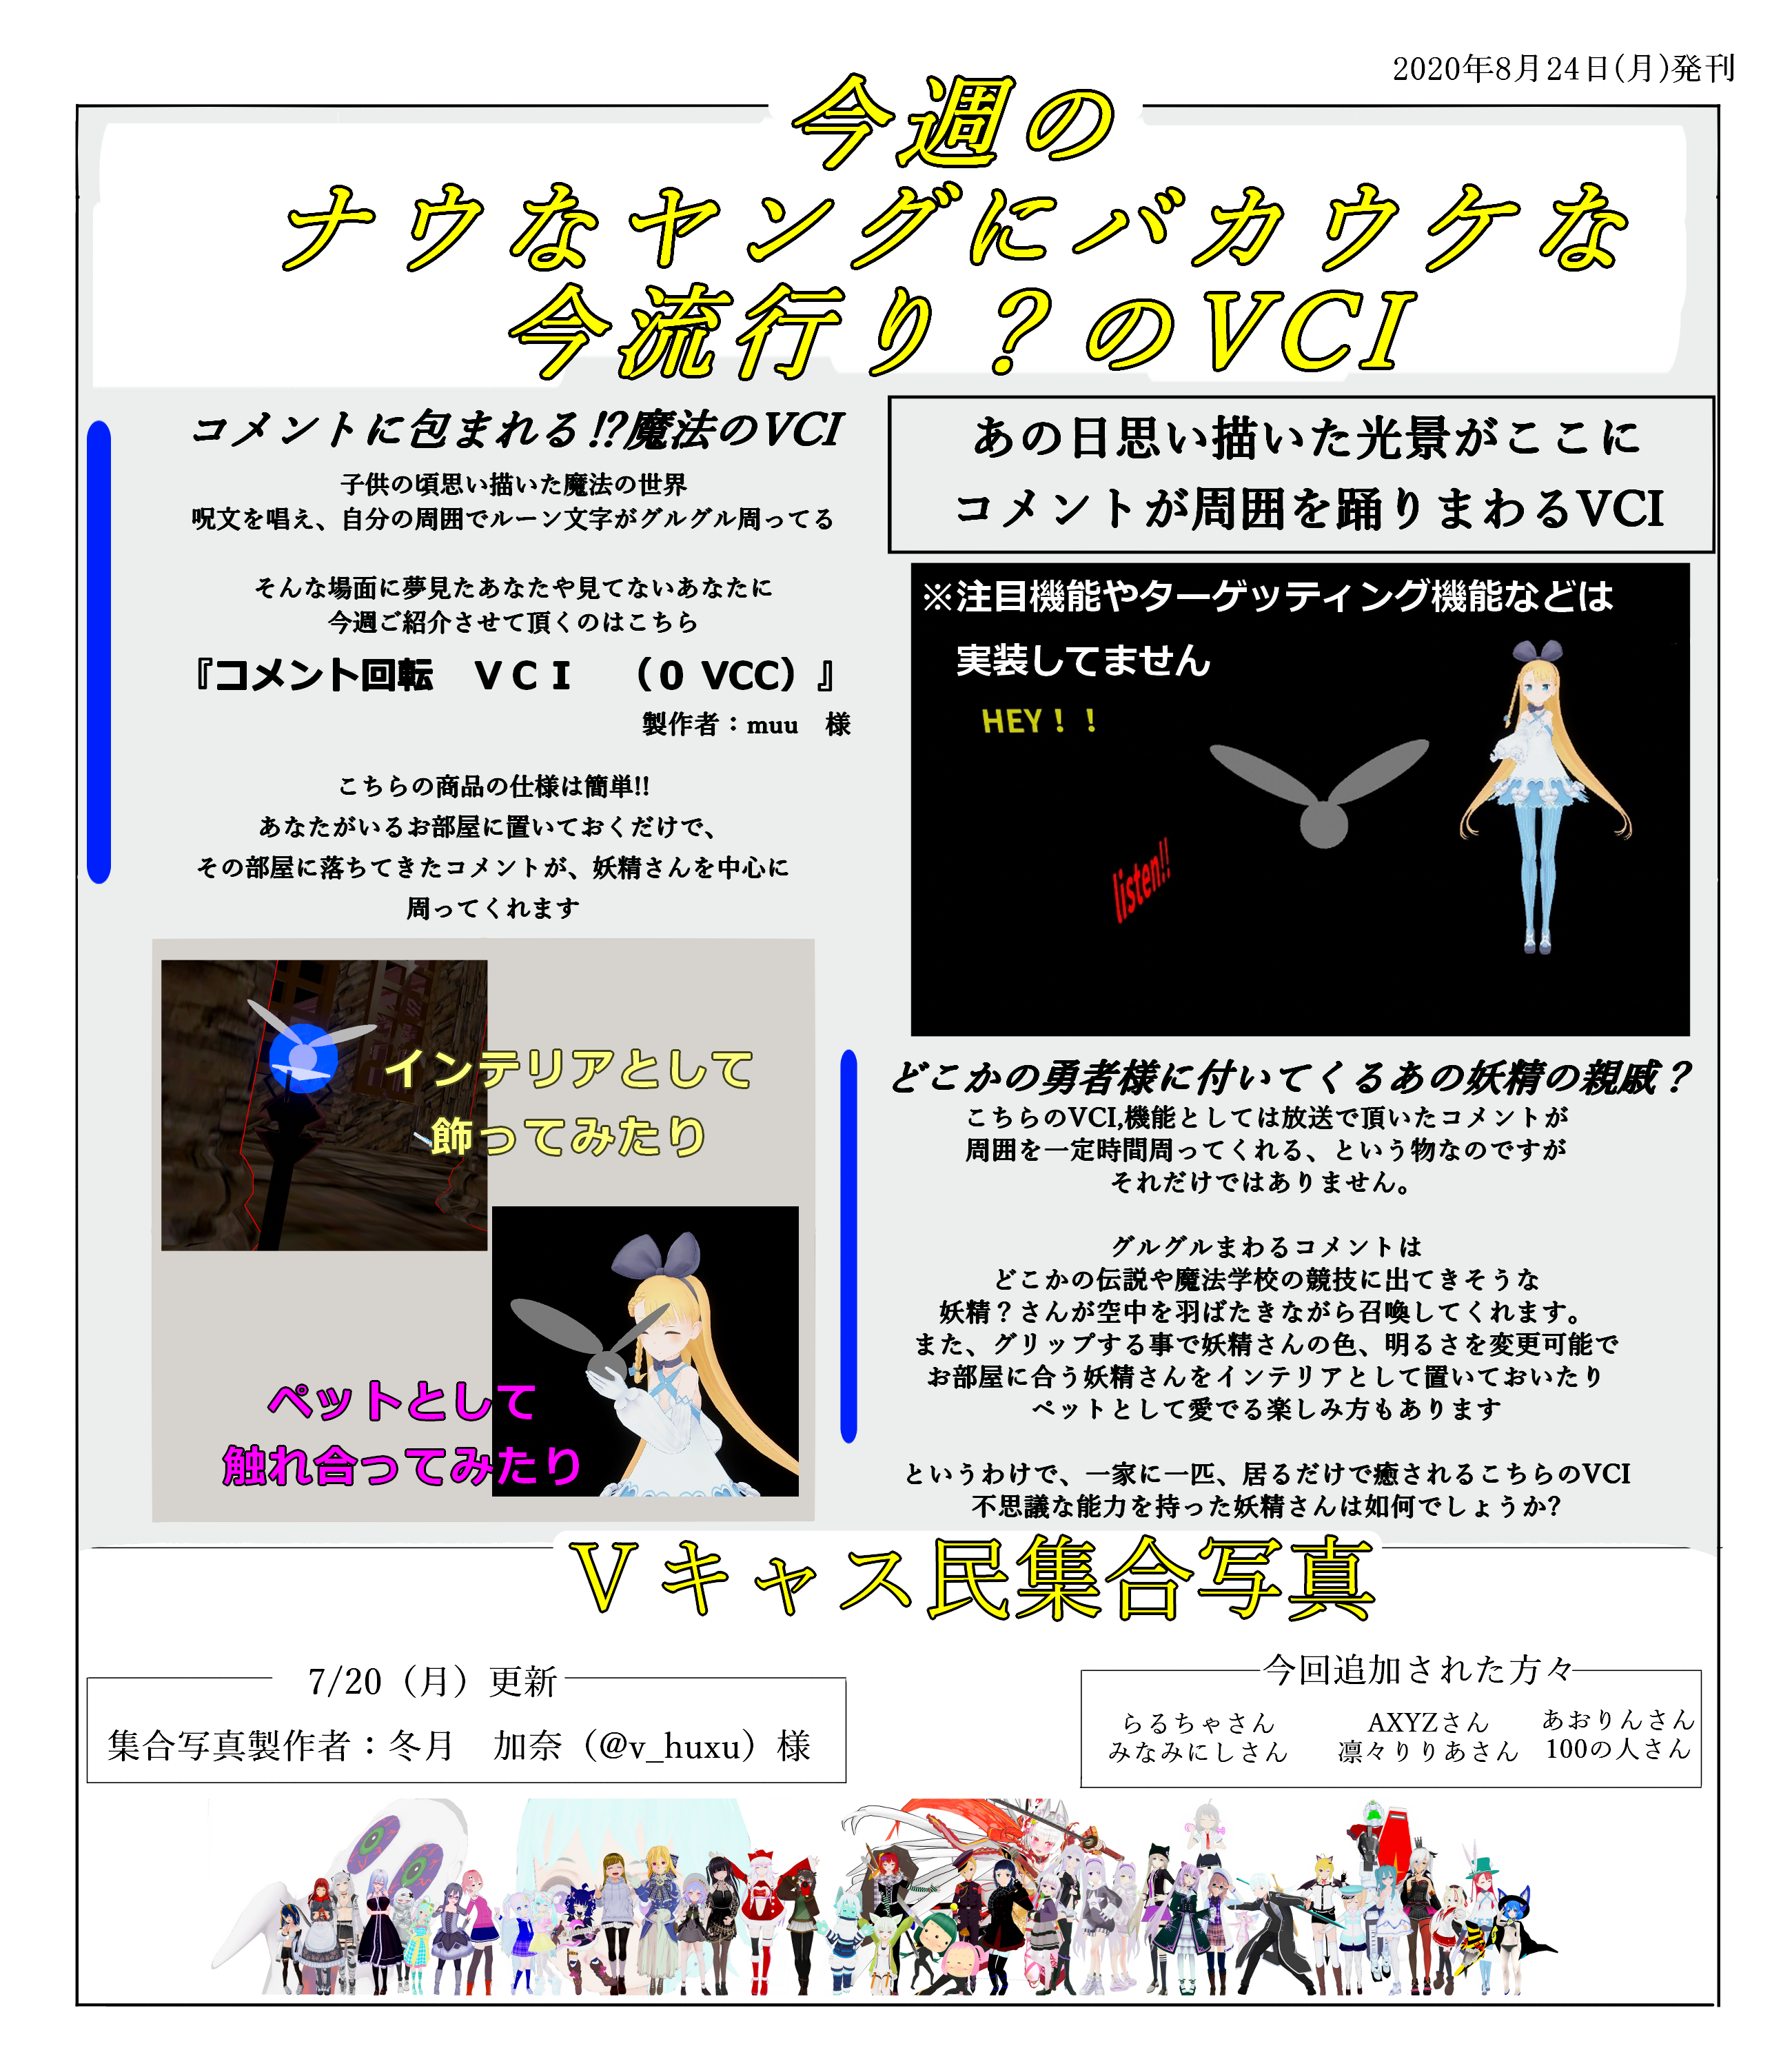 2020年8月24日(月)発刊
今週の
ナウなヤングにバカウケな
今流行り？のVCI
コメントに包まれる!?魔法のVCI
子供の頃思い描いた魔法の世界
呪文を唱え、自分の周囲でルーン文字がグルグル周ってる
そんな場面に夢見たあなたや見てないあなたに
今週ご紹介させて頂くのはこちら
『コメント回転　ＶＣＩ　（0 VCC）』
製作者：muu　様
こちらの商品の仕様は簡単!!
あなたがいるお部屋に置いておくだけで、
その部屋に落ちてきたコメントが、妖精さんを中心に
周ってくれます
インテリアとして
飾ってみたり
ペットとして
触れ合ってみたり
あの日思い描いた光景がここに
コメントが周囲を踊りまわるVCI
※注目機能やターゲッティング機能などは
実装してません
HEY！！
listen!!
どこかの勇者様に付いてくるあの妖精の親戚？
こちらのVCI,機能としては放送で頂いたコメントが
周囲を一定時間周ってくれる、という物なのですが
それだけではありません。
グルグルまわるコメントは
どこかの伝説や魔法学校の競技に出てきそうな
妖精？さんが空中を羽ばたきながら召喚してくれます。
また、グリップする事で妖精さんの色、明るさを変更可能で
お部屋に合う妖精さんをインテリアとして置いておいたり
ペットとして愛でる楽しみ方もあります
というわけで、一家に一匹、居るだけで癒されるこちらのVCI
不思議な能力を持った妖精さんは如何でしょうか?
Ｖキャス民集合写真
7/20（月）更新
集合写真製作者：冬月　加奈（@v_huxu）様
今回追加された方々
らるちゃさん　AXYZさん　あおりんさん
みなみにしさん　凛々りりあさん　100の人さん